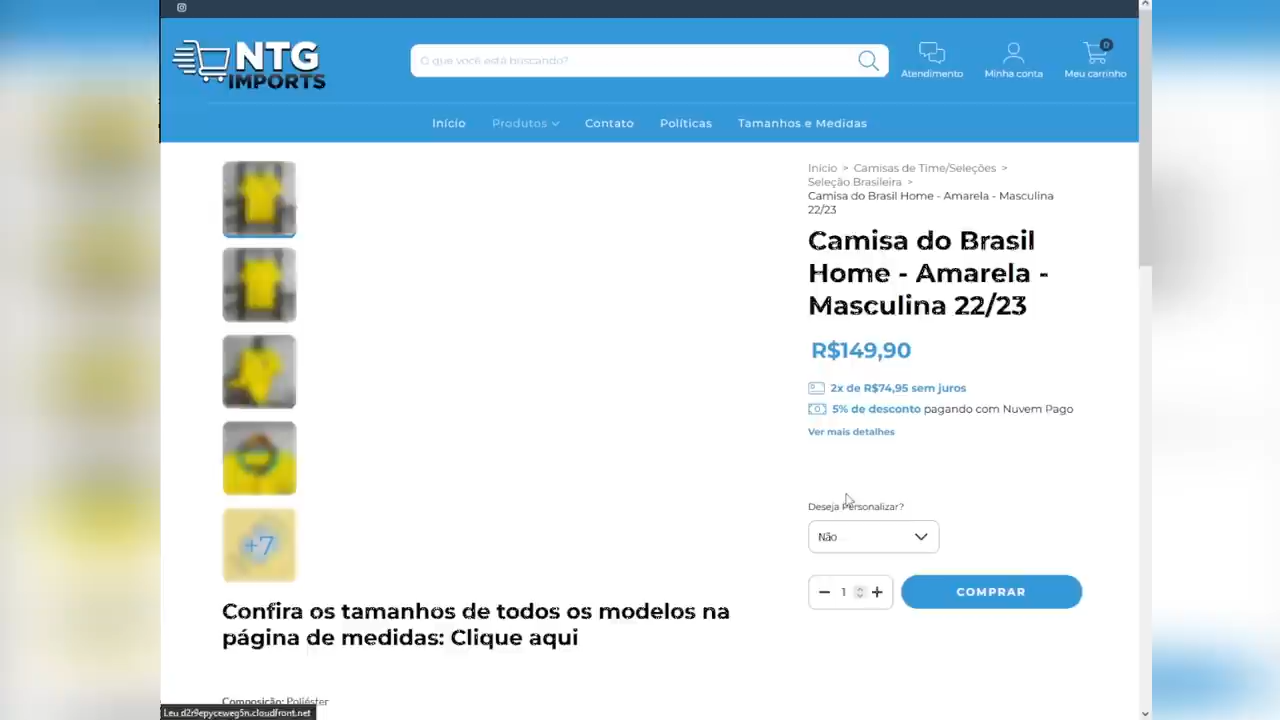 NTG
IMPORTS
O que você está buscando?
Atendimento
Minha conta
0
Meu carrinho
Início
Produtos
Contato
Políticas
Tamanhos e Medidas
Início > Camisas de Time/Seleções >
Seleção Brasileira >
Camisa do Brasil Home - Amarela - Masculina
22/23
Camisa do Brasil
Home - Amarela -
Masculina 22/23
R$149,90
2x de R$74,95 sem juros
5% de desconto pagando com Nuvem Pago
Ver mais detalhes
Deseja Personalizar?
Não
1
COMPRAR
+7
Confira os tamanhos de todos os modelos na
página de medidas: Clique aqui
Composição: Poliéster